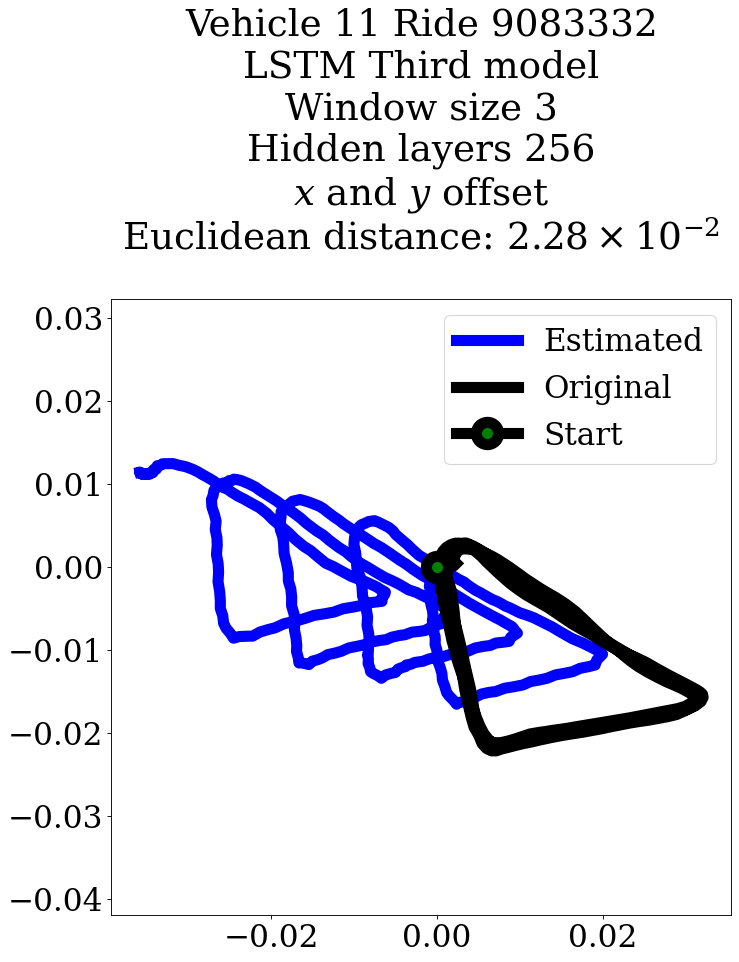 Vehicle 11 Ride 9083332
LSTM Third model
Window size 3
Hidden layers 256
x and y offset
Euclidean distance: 2.28 × 10⁻²
Estimated
Original
Start
0.03
0.02
0.01
0.00
−0.01
−0.02
−0.03
−0.04
−0.02 0.00 0.02